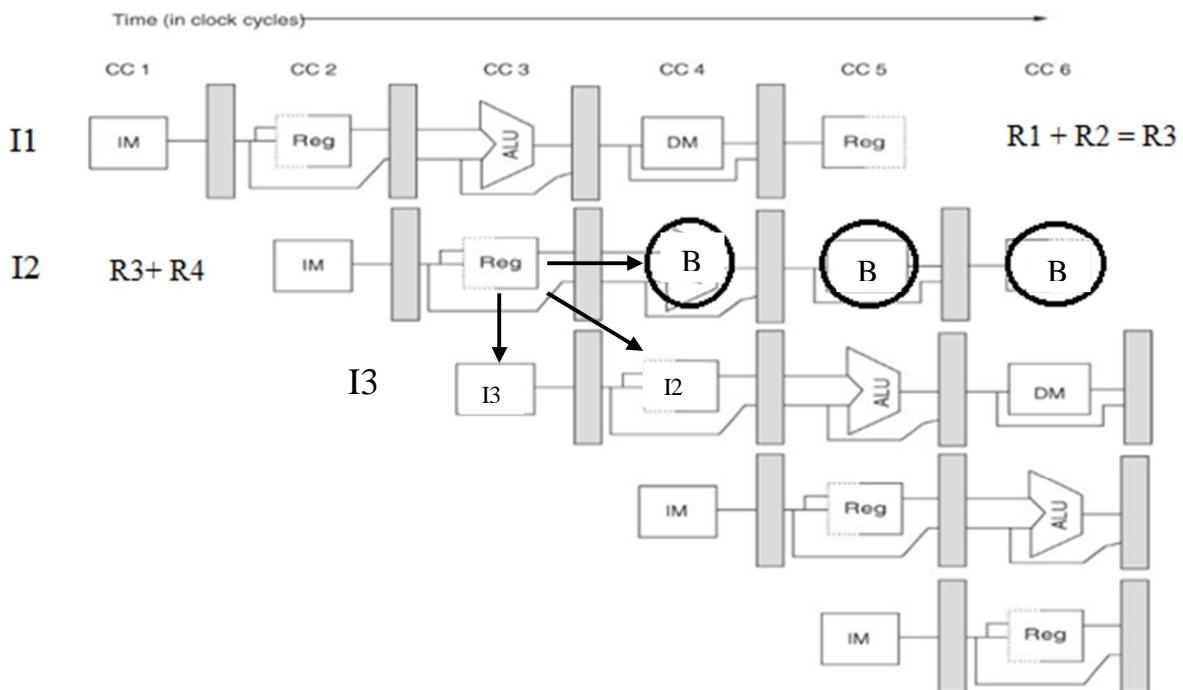 Time (in clock cycles)
CC 1 CC 2 CC 3 CC 4 CC 5 CC 6
I1 IM Reg ALU DM Reg R1 + R2 = R3
I2 R3+ R4 IM Reg B B B
I3 I3 I2 ALU DM
IM Reg ALU
IM Reg